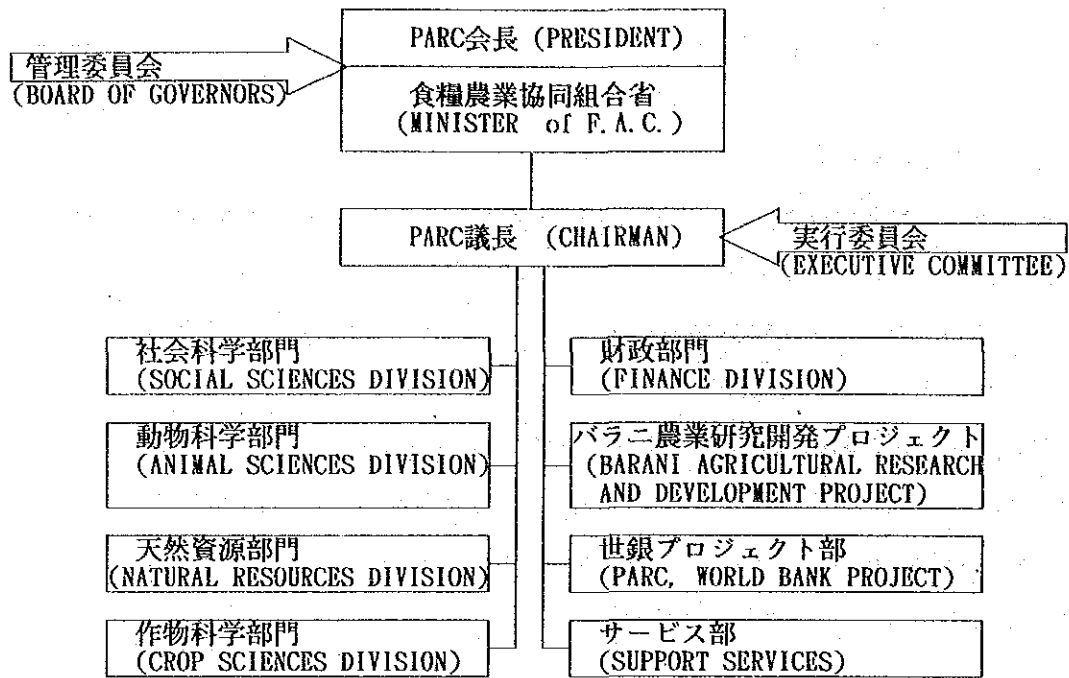 PARC会長 (PRESIDENT)
管理委員会
(BOARD OF GOVERNORS)
食糧農業協同組合省
(MINISTER of F.A.C.)
PARC議長 (CHAIRMAN)
実行委員会
(EXECUTIVE COMMITTEE)
社会科学部門
(SOCIAL SCIENCES DIVISION)
動物科学部門
(ANIMAL SCIENCES DIVISION)
天然資源部門
(NATURAL RESOURCES DIVISION)
作物科学部門
(CROP SCIENCES DIVISION)
財政部門
(FINANCE DIVISION)
バラニ農業研究開発プロジェクト
(BARANI AGRICULTURAL RESEARCH
AND DEVELOPMENT PROJECT)
世銀プロジェクト部
(PARC, WORLD BANK PROJECT)
サービス部
(SUPPORT SERVICES)